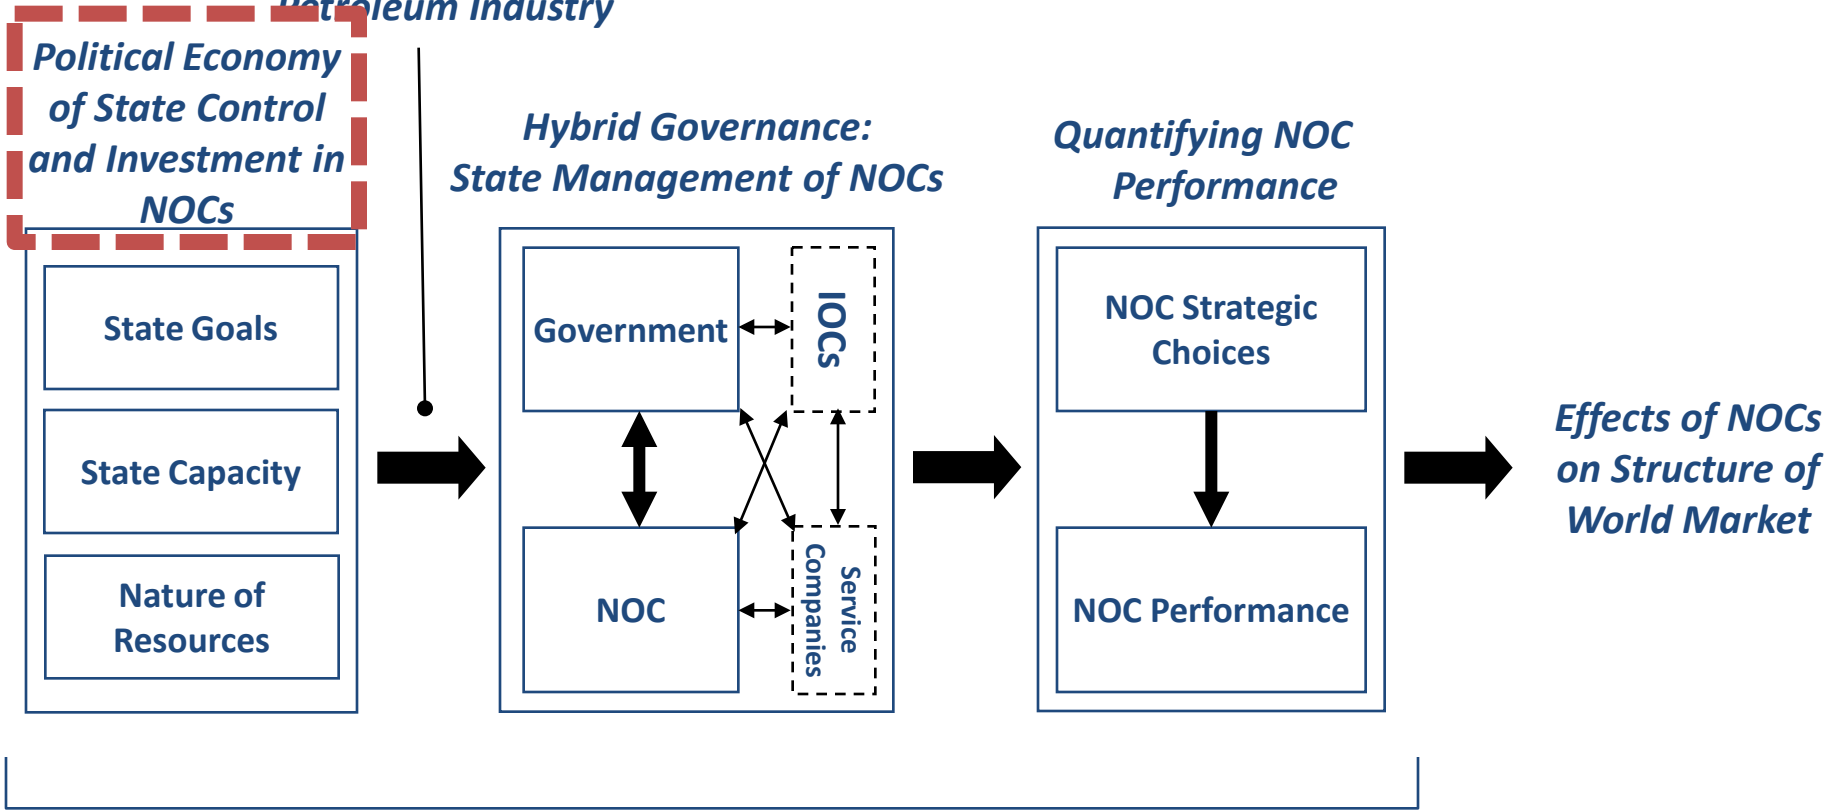 Petroleum Industry
Political Economy
of State Control
and Investment in
NOCs
Hybrid Governance:
State Management of NOCs
Quantifying NOC
Performance
State Goals
State Capacity
Nature of
Resources
Government
IOCs
NOC
Service
Companies
NOC Strategic
Choices
NOC Performance
Effects of NOCs
on Structure of
World Market